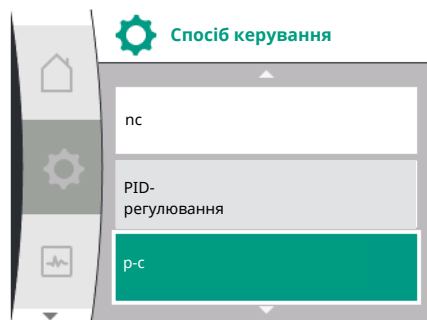 Спосіб керування
nc
PID-
регулювання
p-c